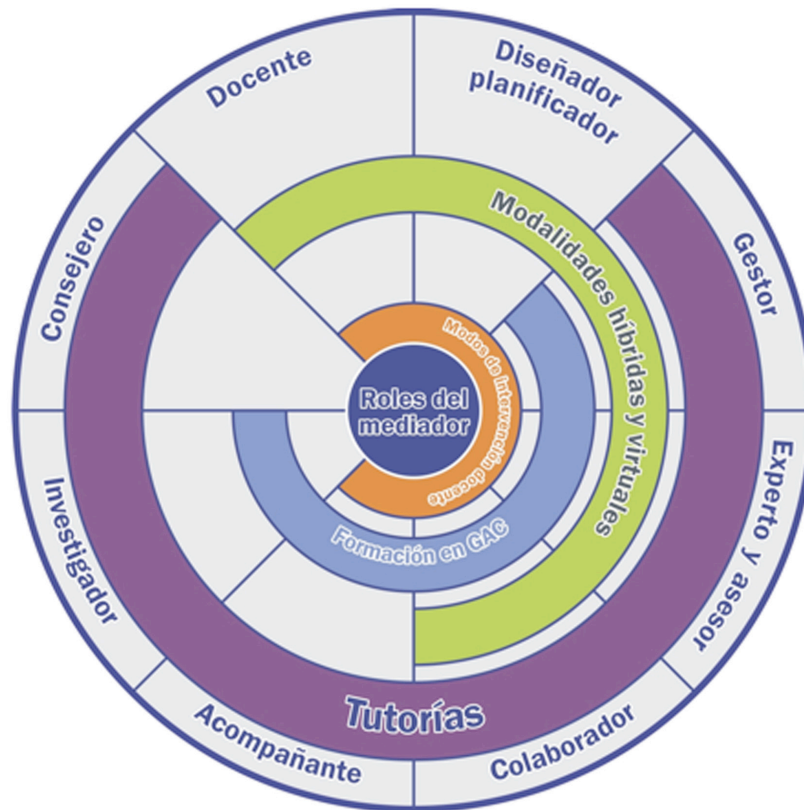 Docente
Diseñador
planificador
Gestor
Experto y asesor
Colaborador
Acompañante
Investigador
Consejero
Tutorías
Modalidades híbridas y virtuales
Formación en GAC
Modos de intervención docente
Roles del
mediador